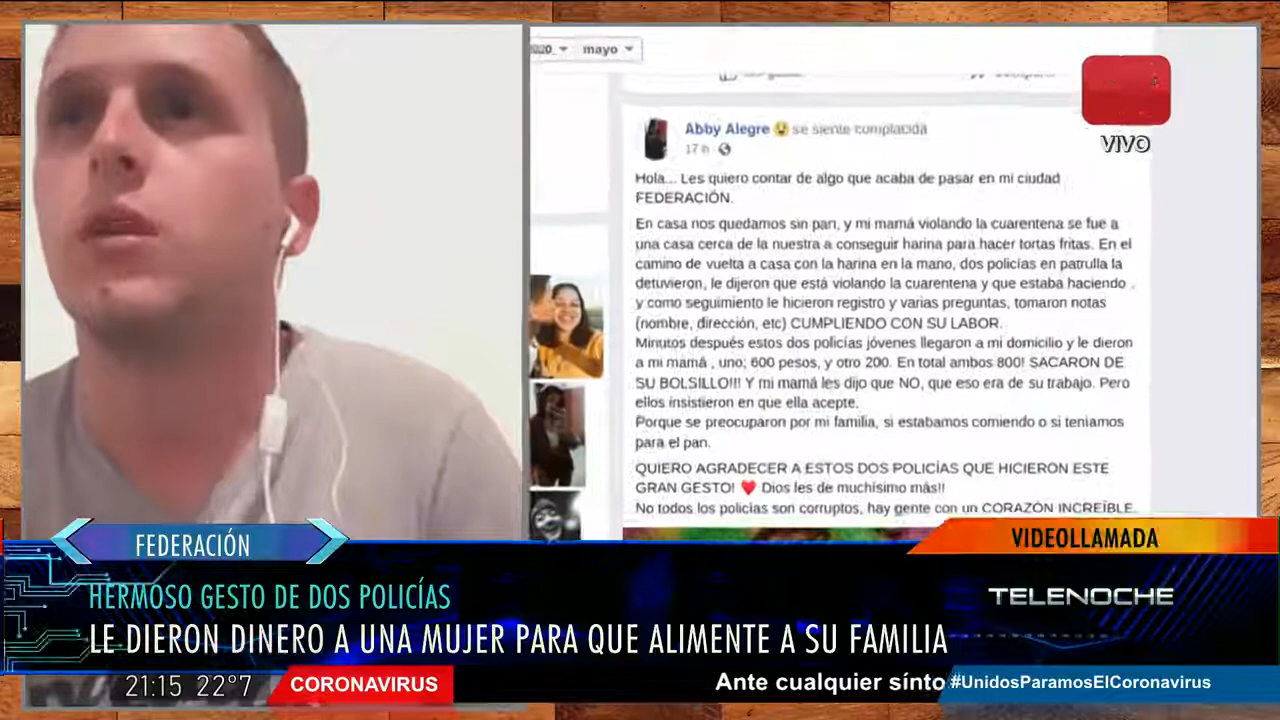 mayo
VIVO
Abby Alegre se siente complacida
17 h
Hola... Les quiero contar de algo que acaba de pasar en mi ciudad
FEDERACIÓN.
En casa nos quedamos sin pan, y mi mamá violando la cuarentena se fue a
una casa cerca de la nuestra a conseguir harina para hacer tortas fritas. En el
camino de vuelta a casa con la harina en la mano, dos policías en patrulla la
detuvieron, le dijeron que está violando la cuarentena y que estaba haciendo ,
y como seguimiento le hicieron registro y varias preguntas, tomaron notas
(nombre, dirección, etc) CUMPLIENDO CON SU LABOR.
Minutos después estos dos policías jóvenes llegaron a mi domicilio y le dieron
a mi mamá , uno; 600 pesos, y otro 200. En total ambos 800! SACARON DE
SU BOLSILLO!!! Y mi mamá les dijo que NO, que eso era de su trabajo. Pero
ellos insistieron en que ella acepte.
Porque se preocuparon por mi familia, si estabamos comiendo o si teniamos
para el pan.
QUIERO AGRADECER A ESTOS DOS POLICÍAS QUE HICIERON ESTE
GRAN GESTO! ❤ Dios les de muchísimo más!!
No todos los policías son corruptos, hay gente con un CORAZÓN INCREÍBLE.
FEDERACIÓN
VIDEOLLAMADA
HERMOSO GESTO DE DOS POLICÍAS
TELENOCHE
LE DIERON DINERO A UNA MUJER PARA QUE ALIMENTE A SU FAMILIA
21:15 22°7
CORONAVIRUS
Ante cualquier sínto
#UnidosParamosElCoronavirus